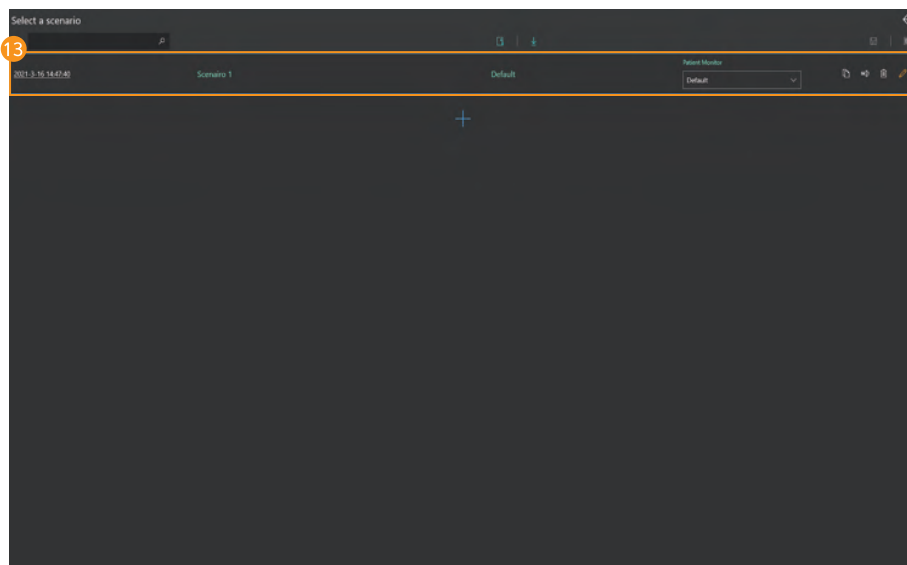 Select a scenario
13
Patient Monitor
2021-3-16 14:47:40 Scenairo 1 Default Default